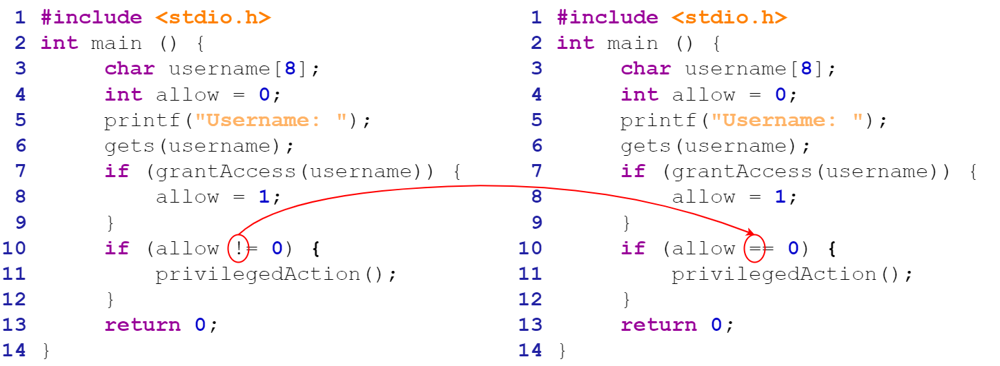 1 #include <stdio.h>
2 int main () {
3 char username[8];
4 int allow = 0;
5 printf("Username: ");
6 gets(username);
7 if (grantAccess(username)) {
8 allow = 1;
9 }
10 if (allow != 0) {
11 privilegedAction();
12 }
13 return 0;
14 }
1 #include <stdio.h>
2 int main () {
3 char username[8];
4 int allow = 0;
5 printf("Username: ");
6 gets(username);
7 if (grantAccess(username)) {
8 allow = 1;
9 }
10 if (allow == 0) {
11 privilegedAction();
12 }
13 return 0;
14 }